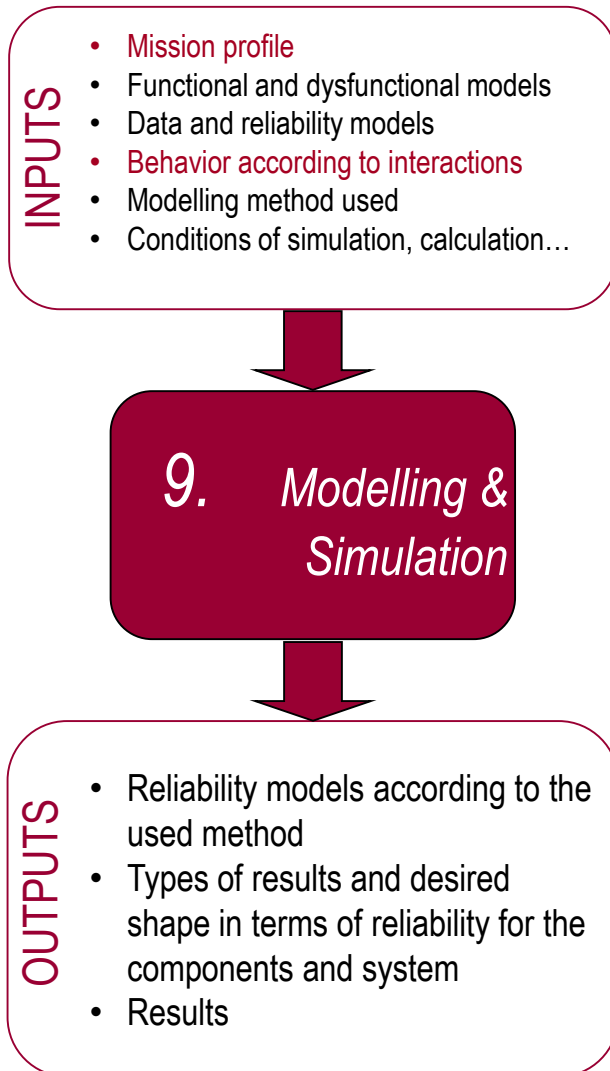 INPUTS
• Mission profile
• Functional and dysfunctional models
• Data and reliability models
• Behavior according to interactions
• Modelling method used
• Conditions of simulation, calculation…
9. Modelling &
Simulation
OUTPUTS
• Reliability models according to the
used method
• Types of results and desired
shape in terms of reliability for the
components and system
• Results